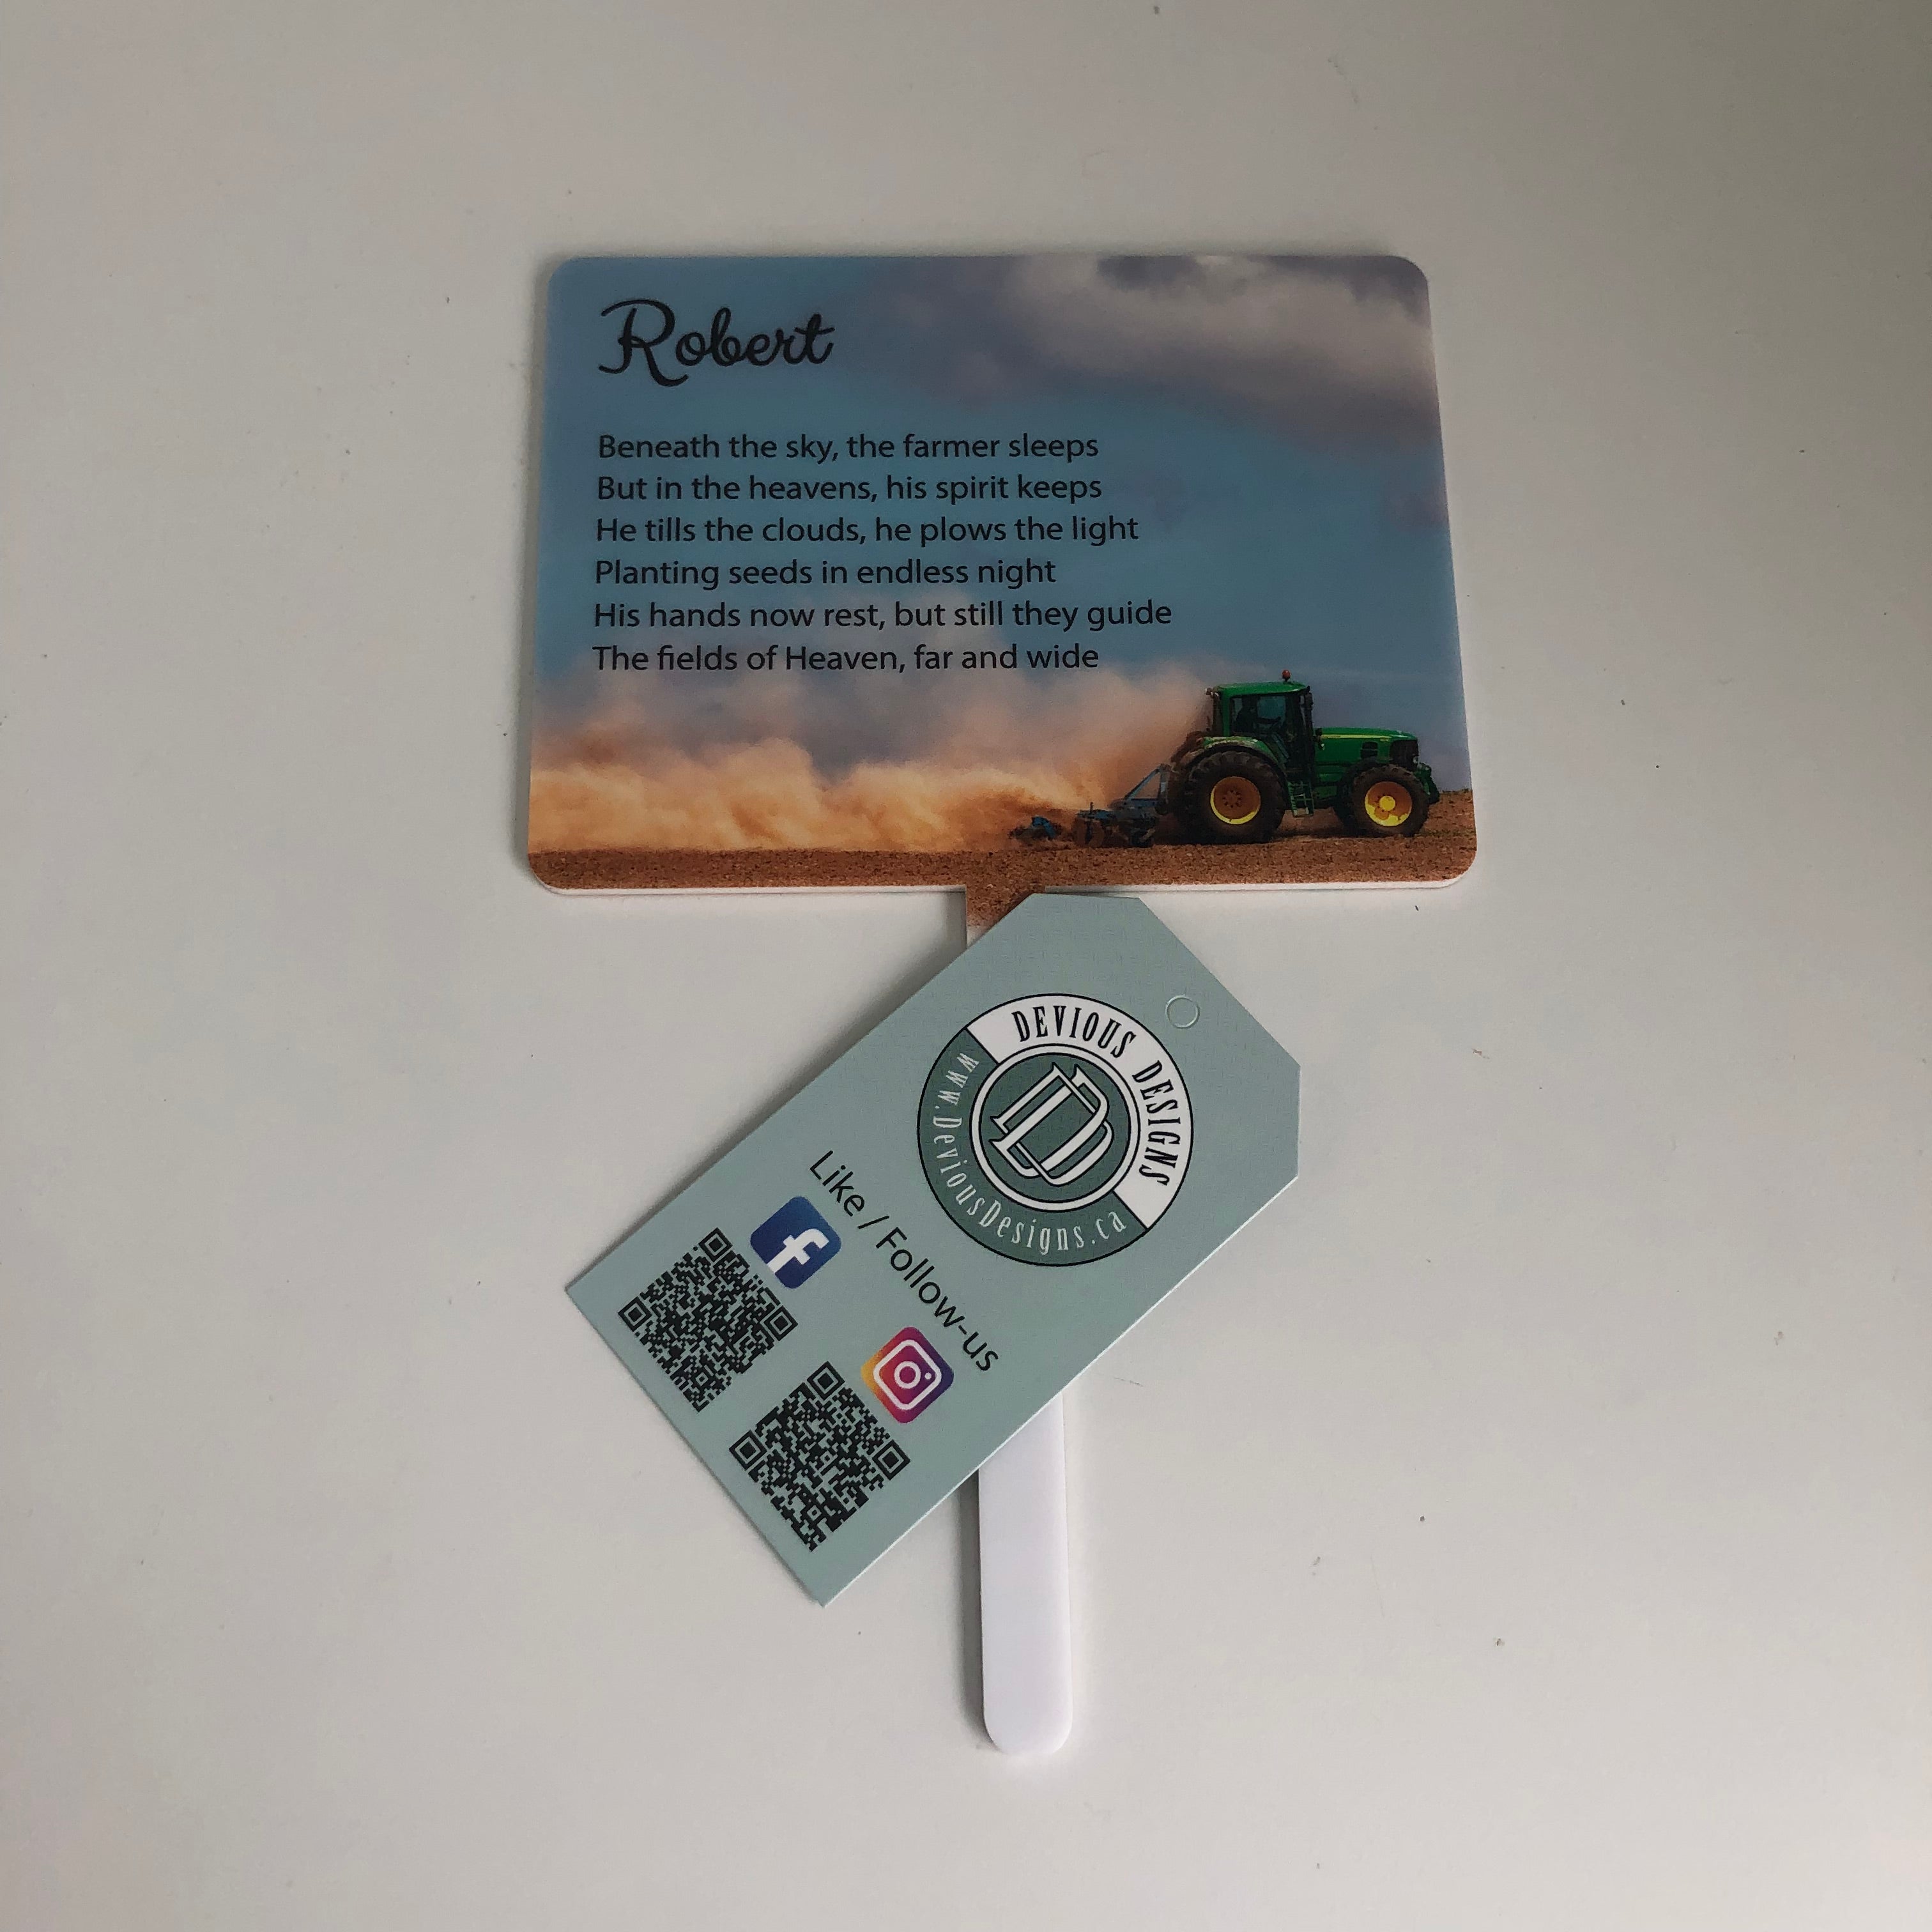 Robert
Beneath the sky, the farmer sleeps
But in the heavens, his spirit keeps
He tills the clouds, he plows the light
Planting seeds in endless night
His hands now rest, but still they guide
The fields of Heaven, far and wide
DEVIOUS DESIGNS
DD
www.DeviousDesigns.ca
Like / Follow-us